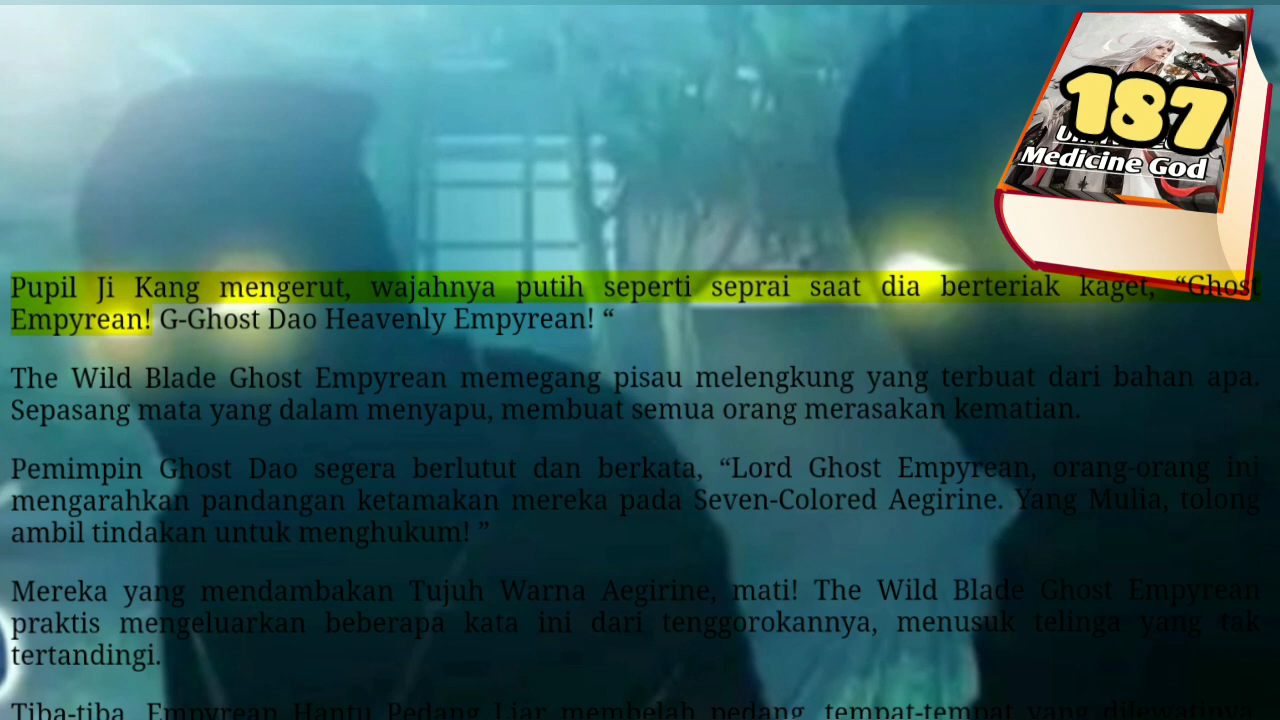 187
Medicine God
Pupil Ji Kang mengerut, wajahnya putih seperti seprai saat dia berteriak kaget, “Ghost
Empyrean! G-Ghost Dao Heavenly Empyrean! “
The Wild Blade Ghost Empyrean memegang pisau melengkung yang terbuat dari bahan apa.
Sepasang mata yang dalam menyapu, membuat semua orang merasakan kematian.
Pemimpin Ghost Dao segera berlutut dan berkata, “Lord Ghost Empyrean, orang-orang ini
mengarahkan pandangan ketamakan mereka pada Seven-Colored Aegirine. Yang Mulia, tolong
ambil tindakan untuk menghukum! ”
Mereka yang mendambakan Tujuh Warna Aegirine, mati! The Wild Blade Ghost Empyrean
praktis mengeluarkan beberapa kata ini dari tenggorokannya, menusuk telinga yang tak
tertandingi.
Tiba-tiba, Empyrean Hantu Pedang Liar membelah pedang, tempat-tempat yang dilewatinya,